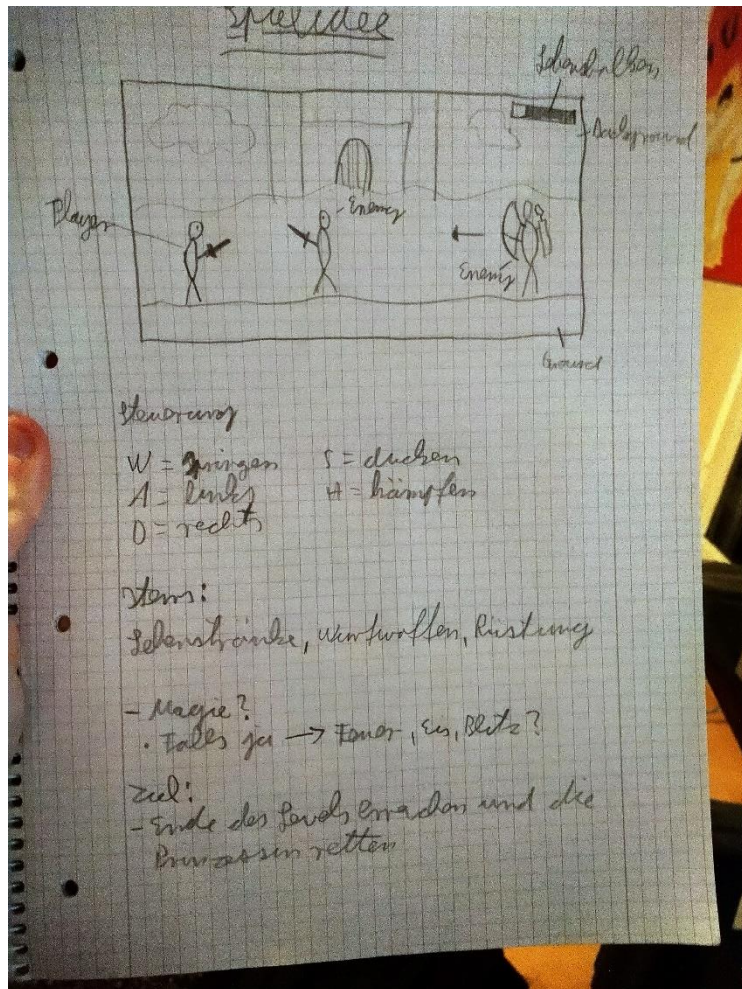 Spielidee
Lebensbalken
Background
Player
Enemy
Enemy
Ground
Steuerung
W = springen S = ducken
A = links H = kämpfen
D = rechts
Items:
Lebenstränke, Wurfwaffen, Rüstung
- Magie?
· Falls ja → Feuer, Eis, Blitz?
Ziel:
- Ende des Levels erreichen und die
Prinzessin retten